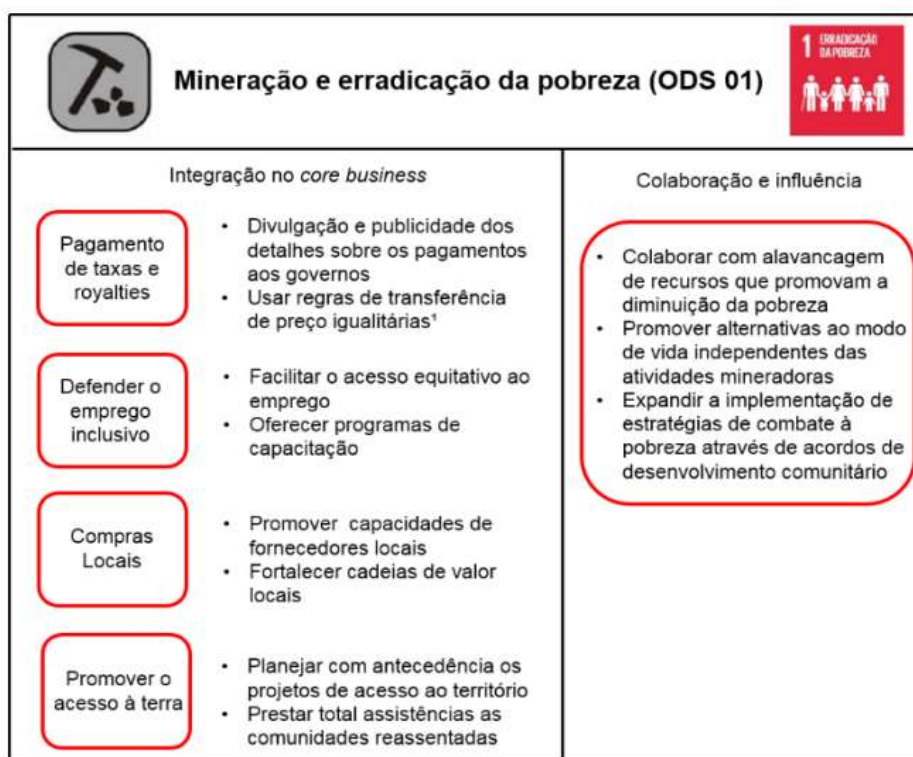 Mineração e erradicação da pobreza (ODS 01)
1 ERRADICAÇÃO
DA POBREZA
Integração no core business
Pagamento
de taxas e
royalties
• Divulgação e publicidade dos
detalhes sobre os pagamentos
aos governos
• Usar regras de transferência
de preço igualitárias¹
Defender o
emprego
inclusivo
• Facilitar o acesso equitativo ao
emprego
• Oferecer programas de
capacitação
Compras
Locais
• Promover capacidades de
fornecedores locais
• Fortalecer cadeias de valor
locais
Promover o
acesso à terra
• Planejar com antecedência os
projetos de acesso ao território
• Prestar total assistências as
comunidades reassentadas
Colaboração e influência
• Colaborar com alavancagem
de recursos que promovam a
diminuição da pobreza
• Promover alternativas ao modo
de vida independentes das
atividades mineradoras
• Expandir a implementação de
estratégias de combate à
pobreza através de acordos de
desenvolvimento comunitário